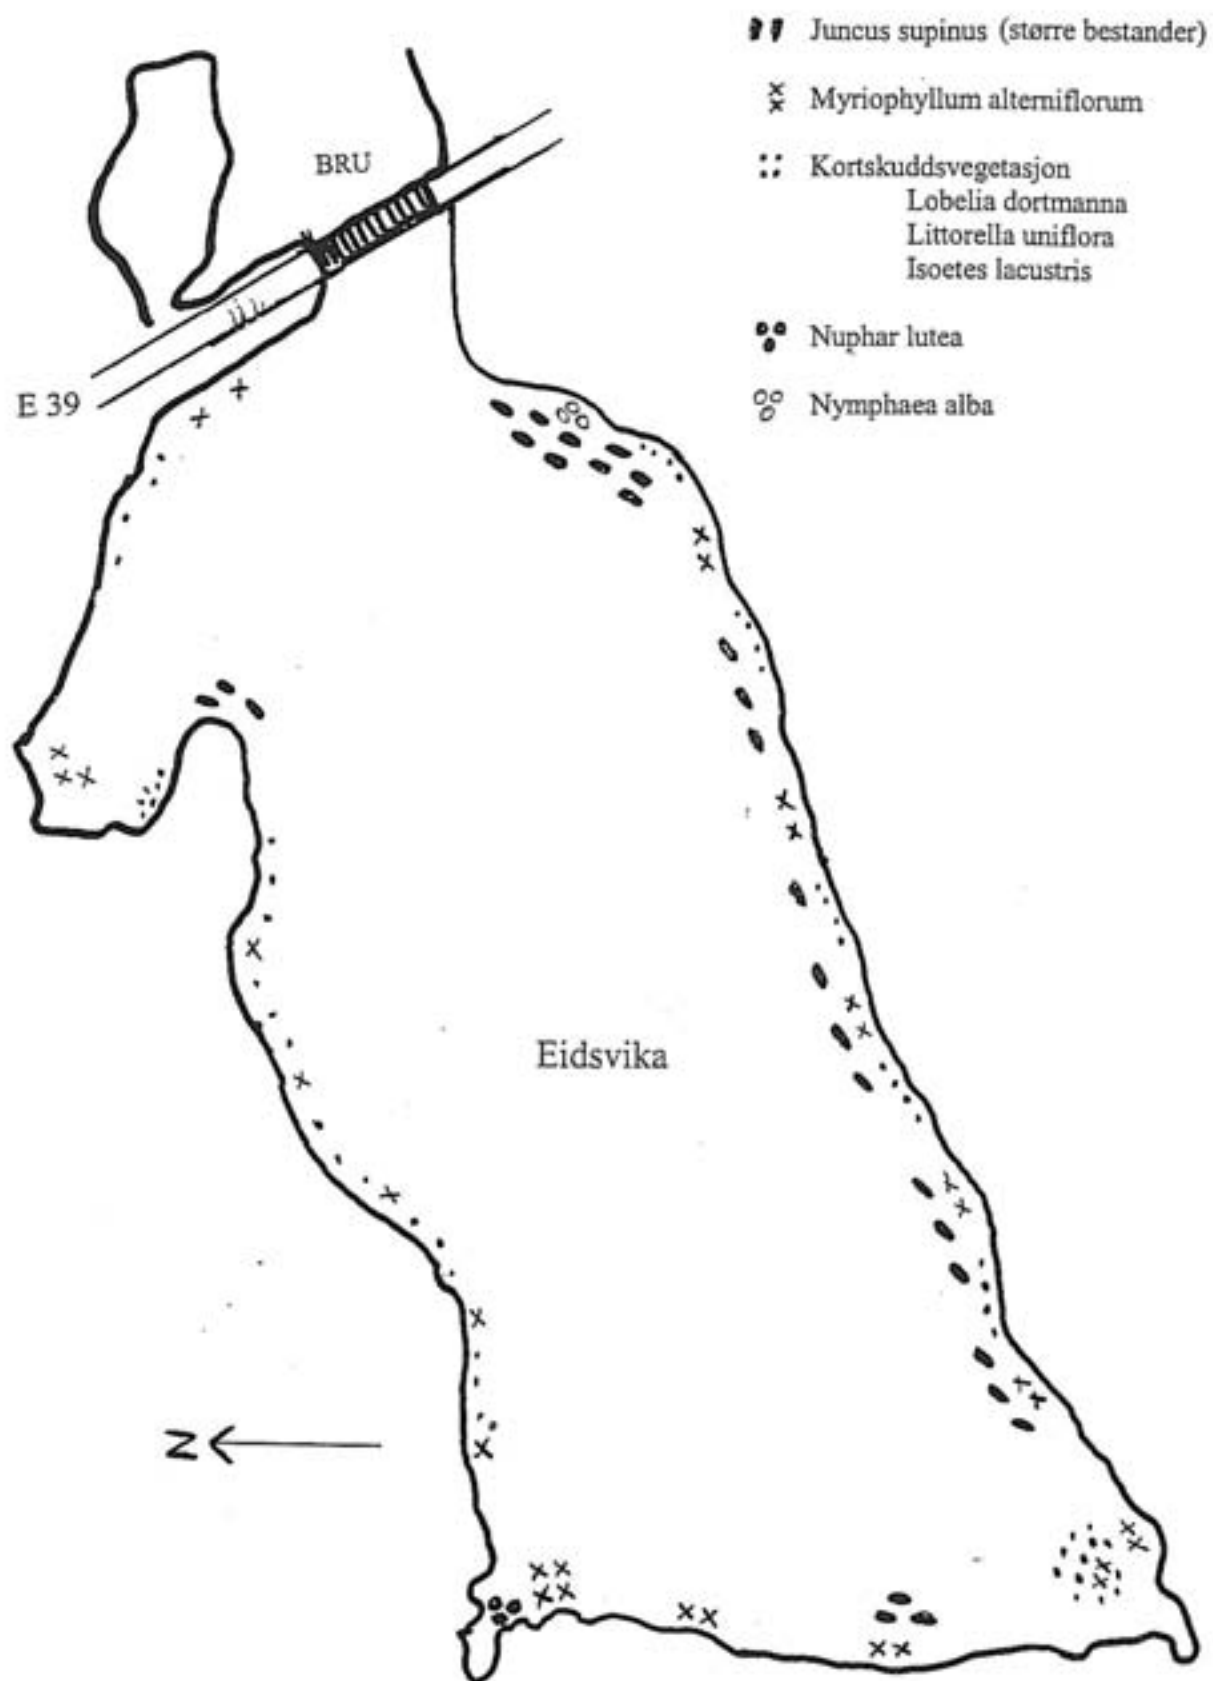 Juncus supinus (større bestander)
Myriophyllum alterniflorum
Kortskuddsvegetasjon
Lobelia dortmanna
Littorella uniflora
Isoetes lacustris
Nuphar lutea
Nymphaea alba
BRU
E 39
Eidsvika
N